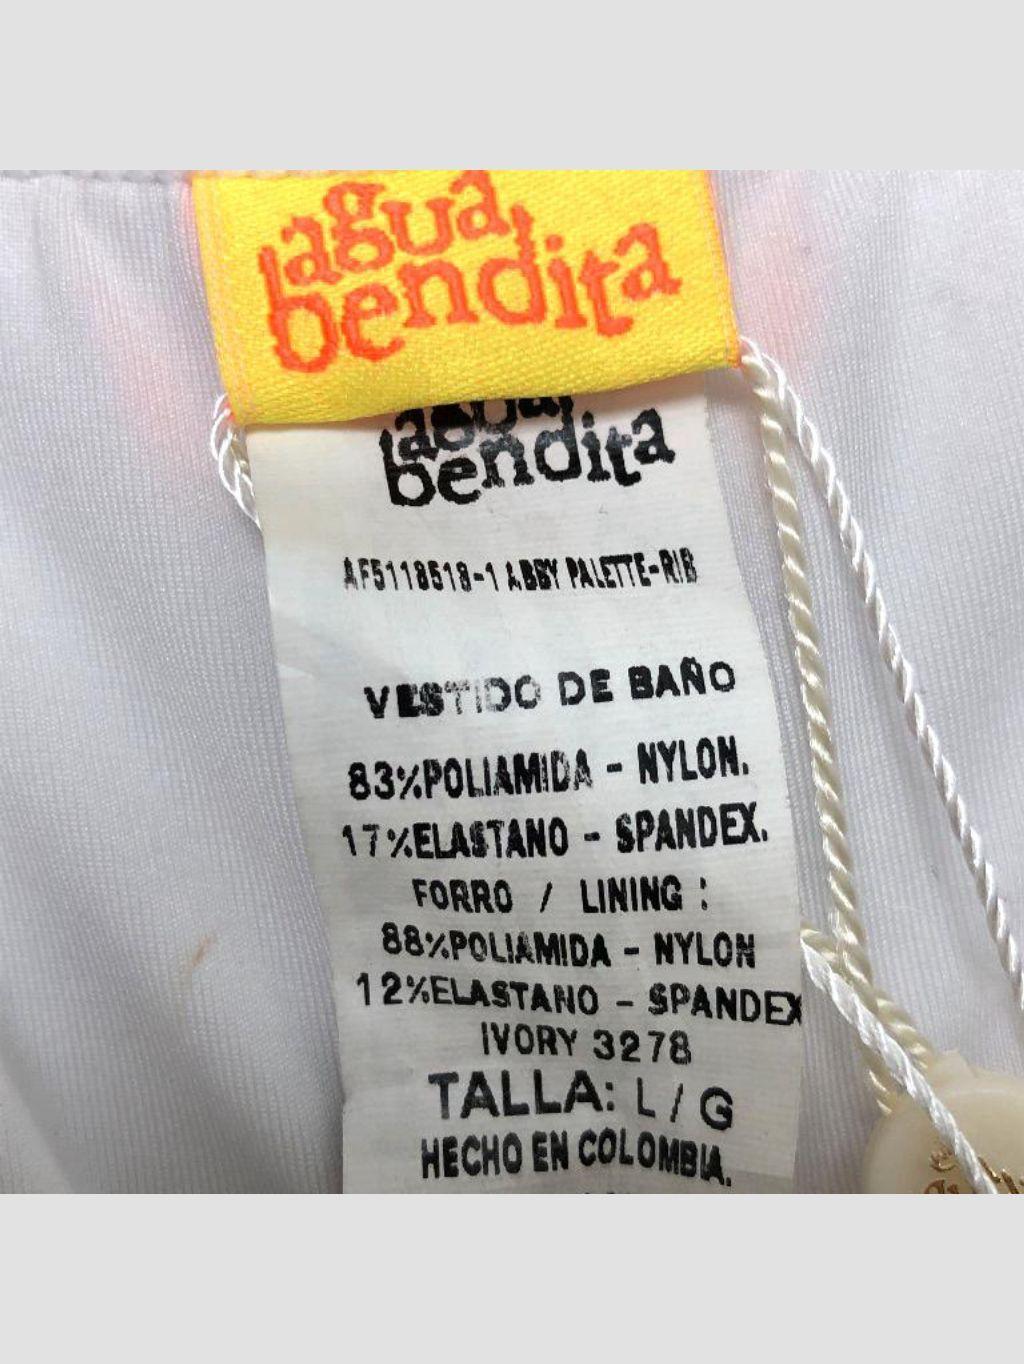 agua
bendita
agua
bendita
AF5118518-1 ABBY PALETTE-RIB
VESTIDO DE BAÑO
83%POLIAMIDA - NYLON.
17%ELASTANO - SPANDEX.
FORRO / LINING :
88%POLIAMIDA - NYLON
12%ELASTANO - SPANDEX
IVORY 3278
TALLA: L / G
HECHO EN COLOMBIA.